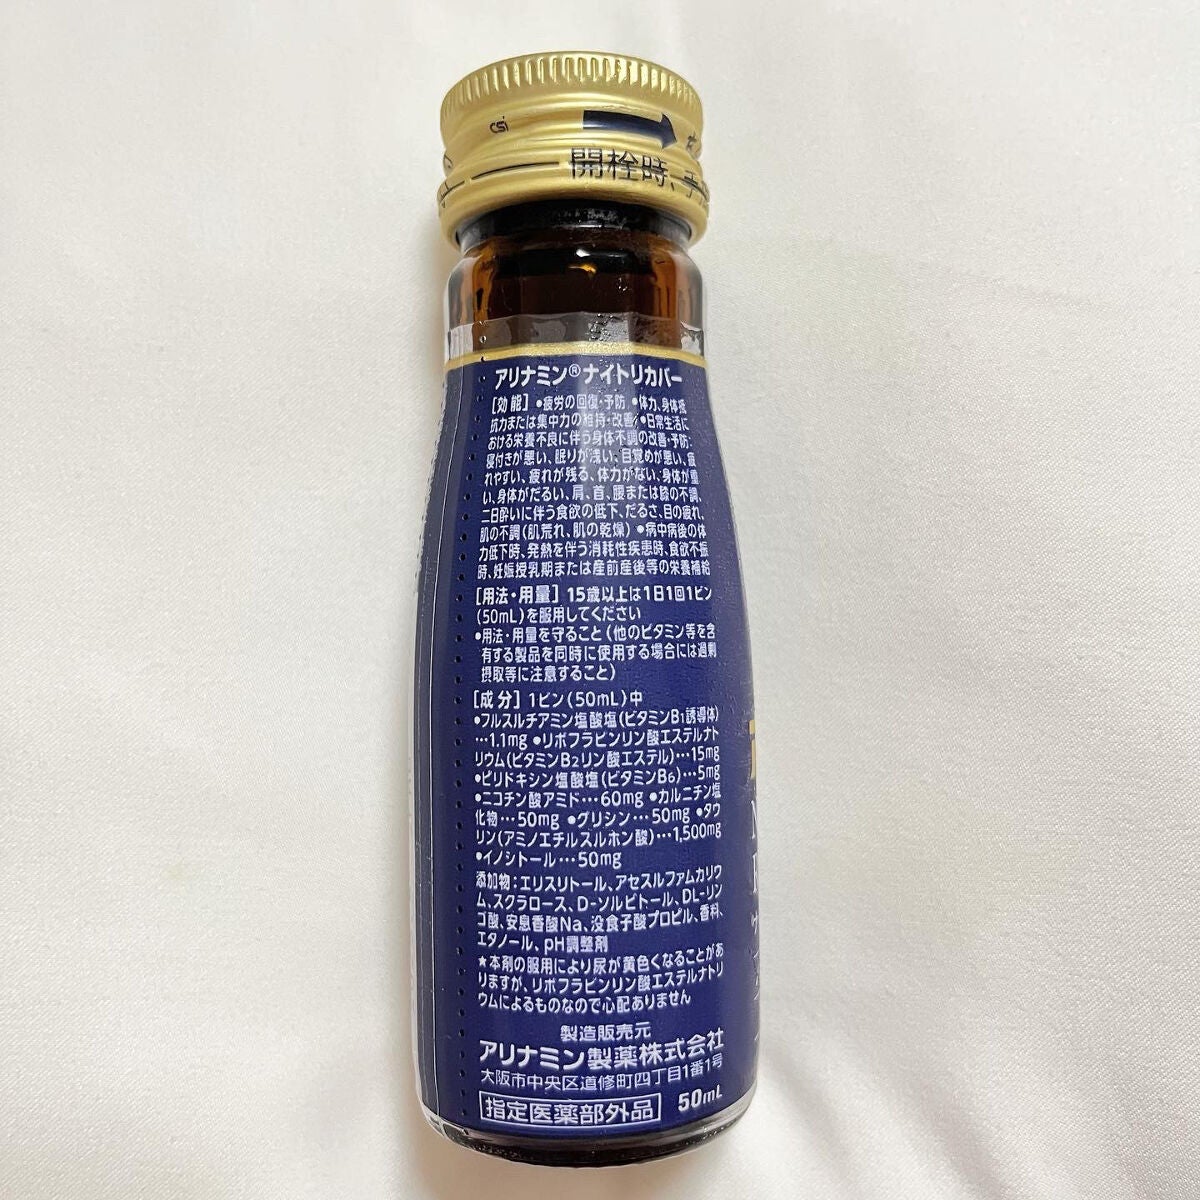 csi
開栓時、手
アリナミン®ナイトリカバー
[効能] ●疲労の回復・予防 ●体力、身体抵
抗力または集中力の維持・改善 ●日常生活に
おける栄養不良に伴う身体不調の改善・予防:
寝付きが悪い、眠りが浅い、目覚めが悪い、疲
れやすい、疲れが残る、体力がない、身体が重
い、身体がだるい、肩、首、腰または膝の不調、
二日酔いに伴う食欲の低下、だるさ、目の疲れ、
肌の不調(肌荒れ、肌の乾燥) ●病中病後の体
力低下時、発熱を伴う消耗性疾患時、食欲不振
時、妊娠授乳期または産前産後等の栄養補給
[用法・用量] 15歳以上は1日1回1ビン
(50mL)を服用してください
●用法・用量を守ること(他のビタミン等を含
有する製品を同時に使用する場合には過剰
摂取等に注意すること)
[成分] 1ビン(50mL)中
●フルスルチアミン塩酸塩(ビタミンB₁誘導体)
…1.1mg ●リボフラビンリン酸エステルナト
リウム(ビタミンB₂リン酸エステル)…15mg
●ピリドキシン塩酸塩(ビタミンB₆)…5mg
●ニコチン酸アミド…60mg ●カルニチン塩
化物…50mg ●グリシン…50mg ●タウ
リン(アミノエチルスルホン酸)…1,500mg
●イノシトール…50mg
添加物:エリスリトール、アセスルファムカリウ
ム、スクラロース、D-ソルビトール、DL-リン
ゴ酸、安息香酸Na、没食子酸プロピル、香料、
エタノール、pH調整剤
★本剤の服用により尿が黄色くなることがあ
りますが、リボフラビンリン酸エステルナトリ
ウムによるものなので心配ありません
製造販売元
アリナミン製薬株式会社
大阪市中央区道修町四丁目1番1号
指定医薬部外品 50mL